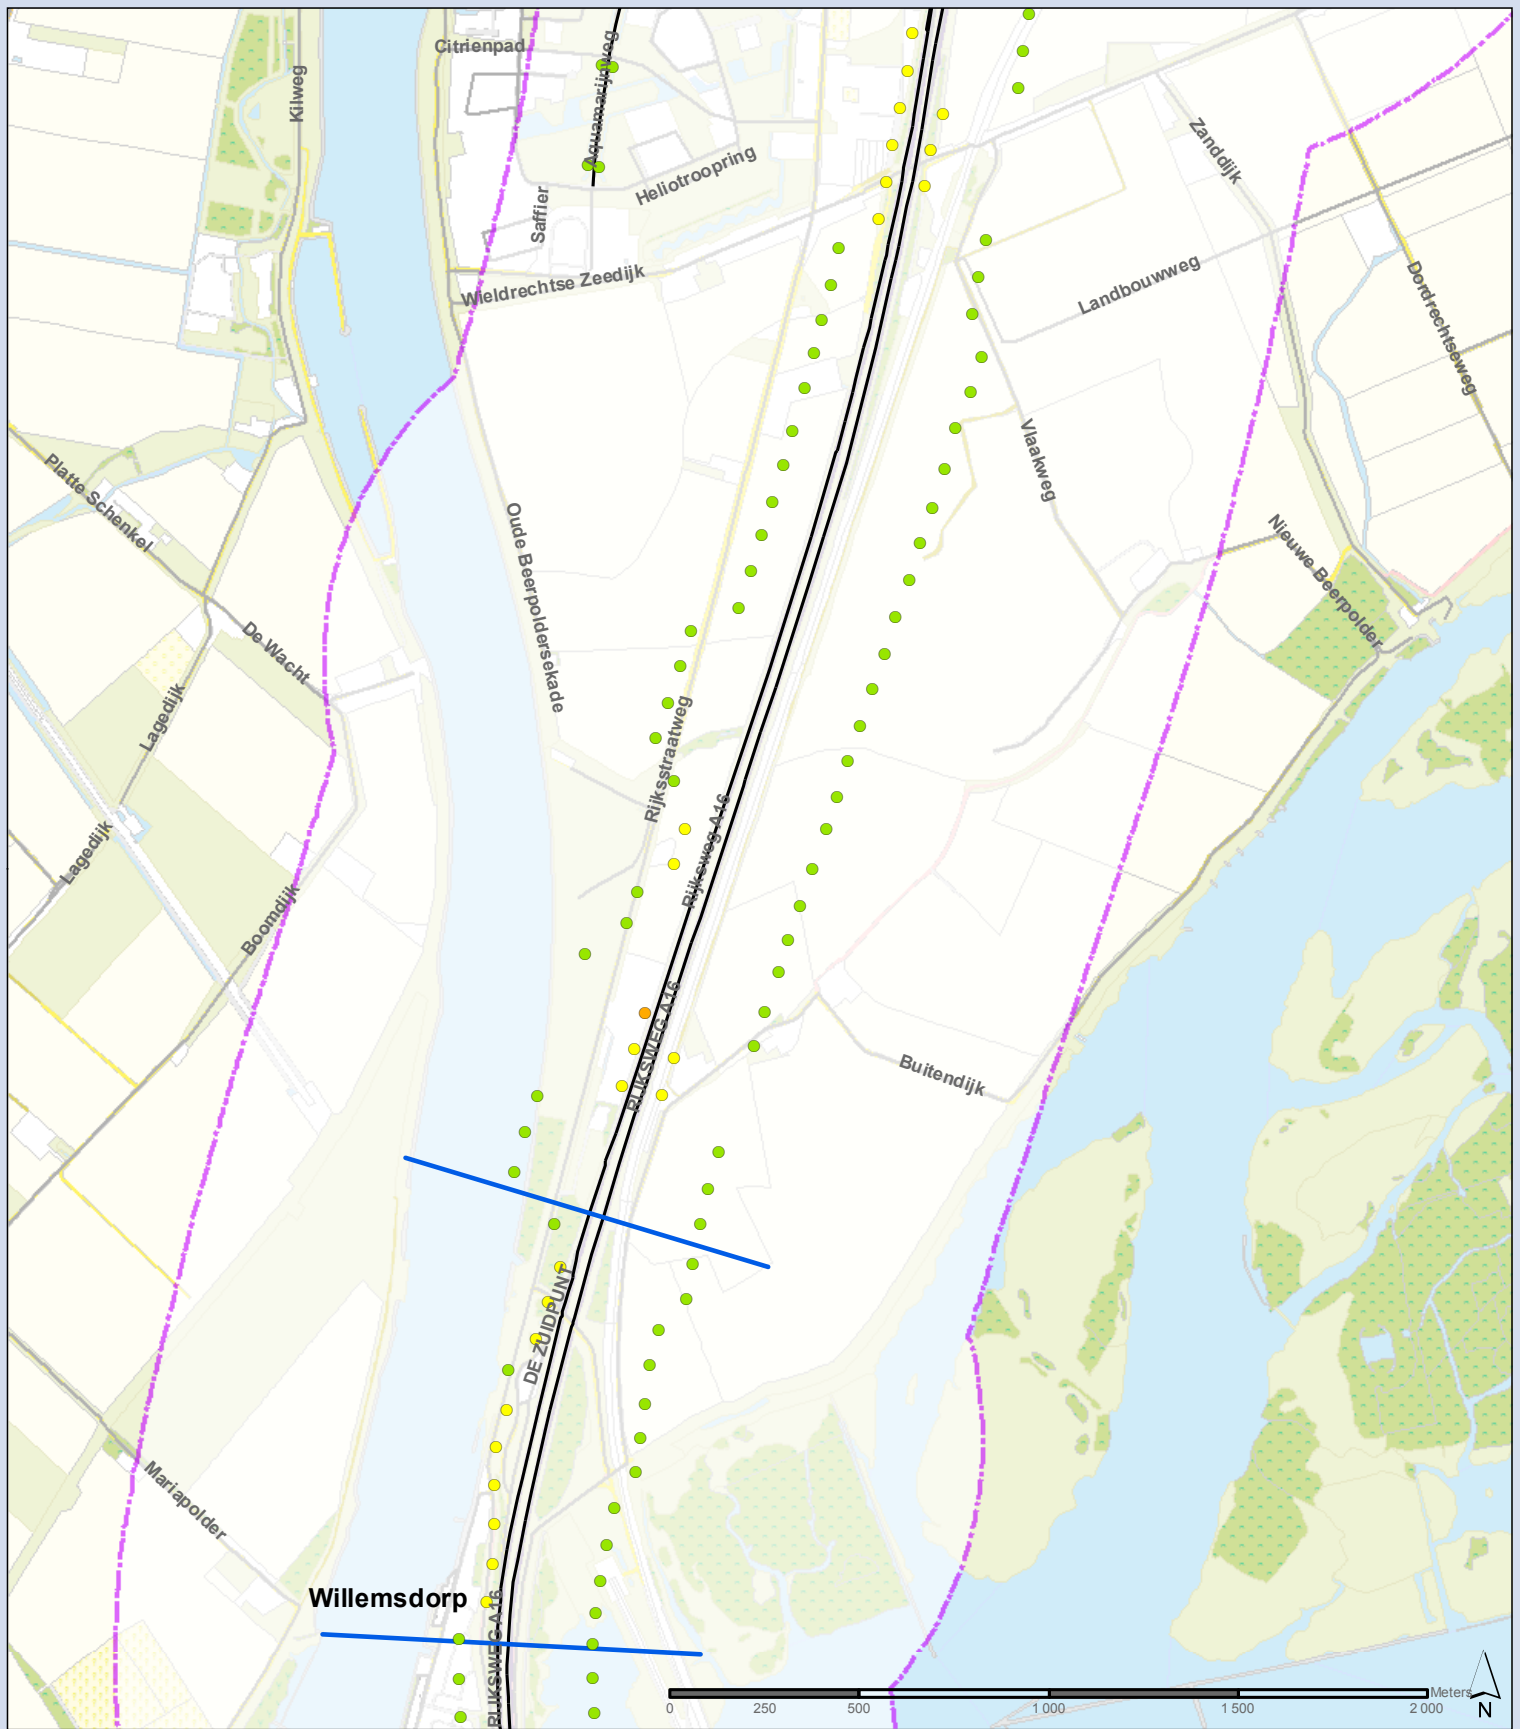 Citrienpad
Kilweg
Aquamarijnweg
Zanddijk
Heliotroopring
Saffier
Wieldrechtse Zeedijk
Landbouwweg
Dordrechtseweg
Platte Schenkel
Vlaakweg
Oude Beerpoldersekade
Nieuwe Beerpolder
De Wacht
Lagedijk
Rijksstraatweg
Rijksweg A16
Lagedijk
Boomdijk
RIJKSWEG A16
Buitendijk
DE ZUIDPUNT
Mariapolder
Willemsdorp
RIJKSWEG A16
Meters
0 250 500 1 000 1 500 2 000
N